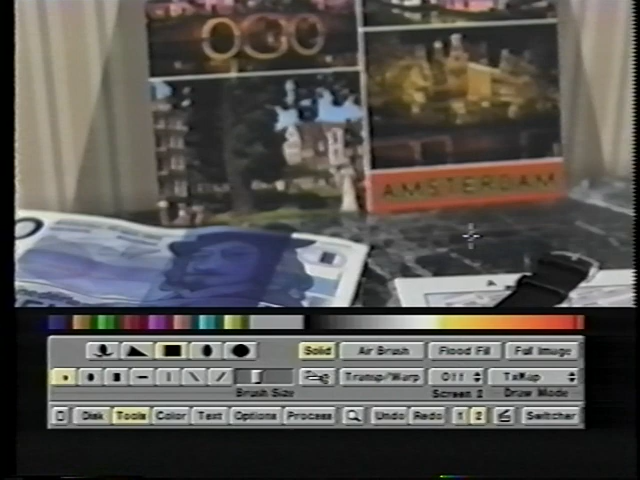 AMSTERDAM
Solid Air Brush Flood Fill Full Image
Transp/Warp Off TxMap
Brush Size Screen 2 Draw Mode
Disk Tools Color Text Options Process Undo Redo 1 2 Switcher